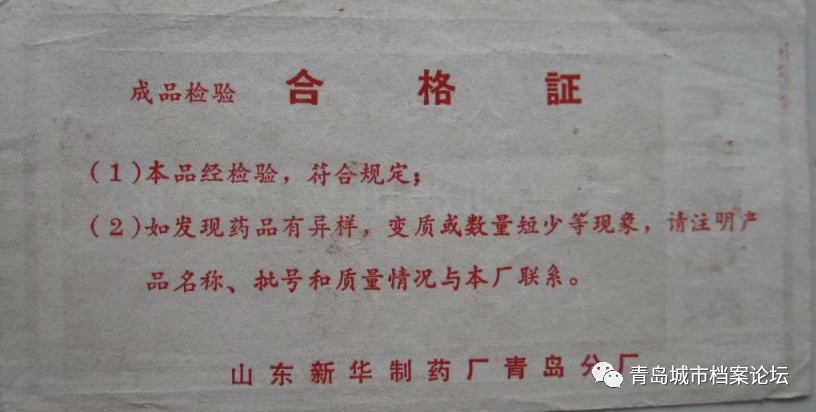 成品检验 合格証
(1)本品经检验，符合规定；
(2)如发现药品有异样，变质或数量短少等现象，请注明产
品名称、批号和质量情况与本厂联系。
山东新华制药厂青岛分厂
青岛城市档案论坛